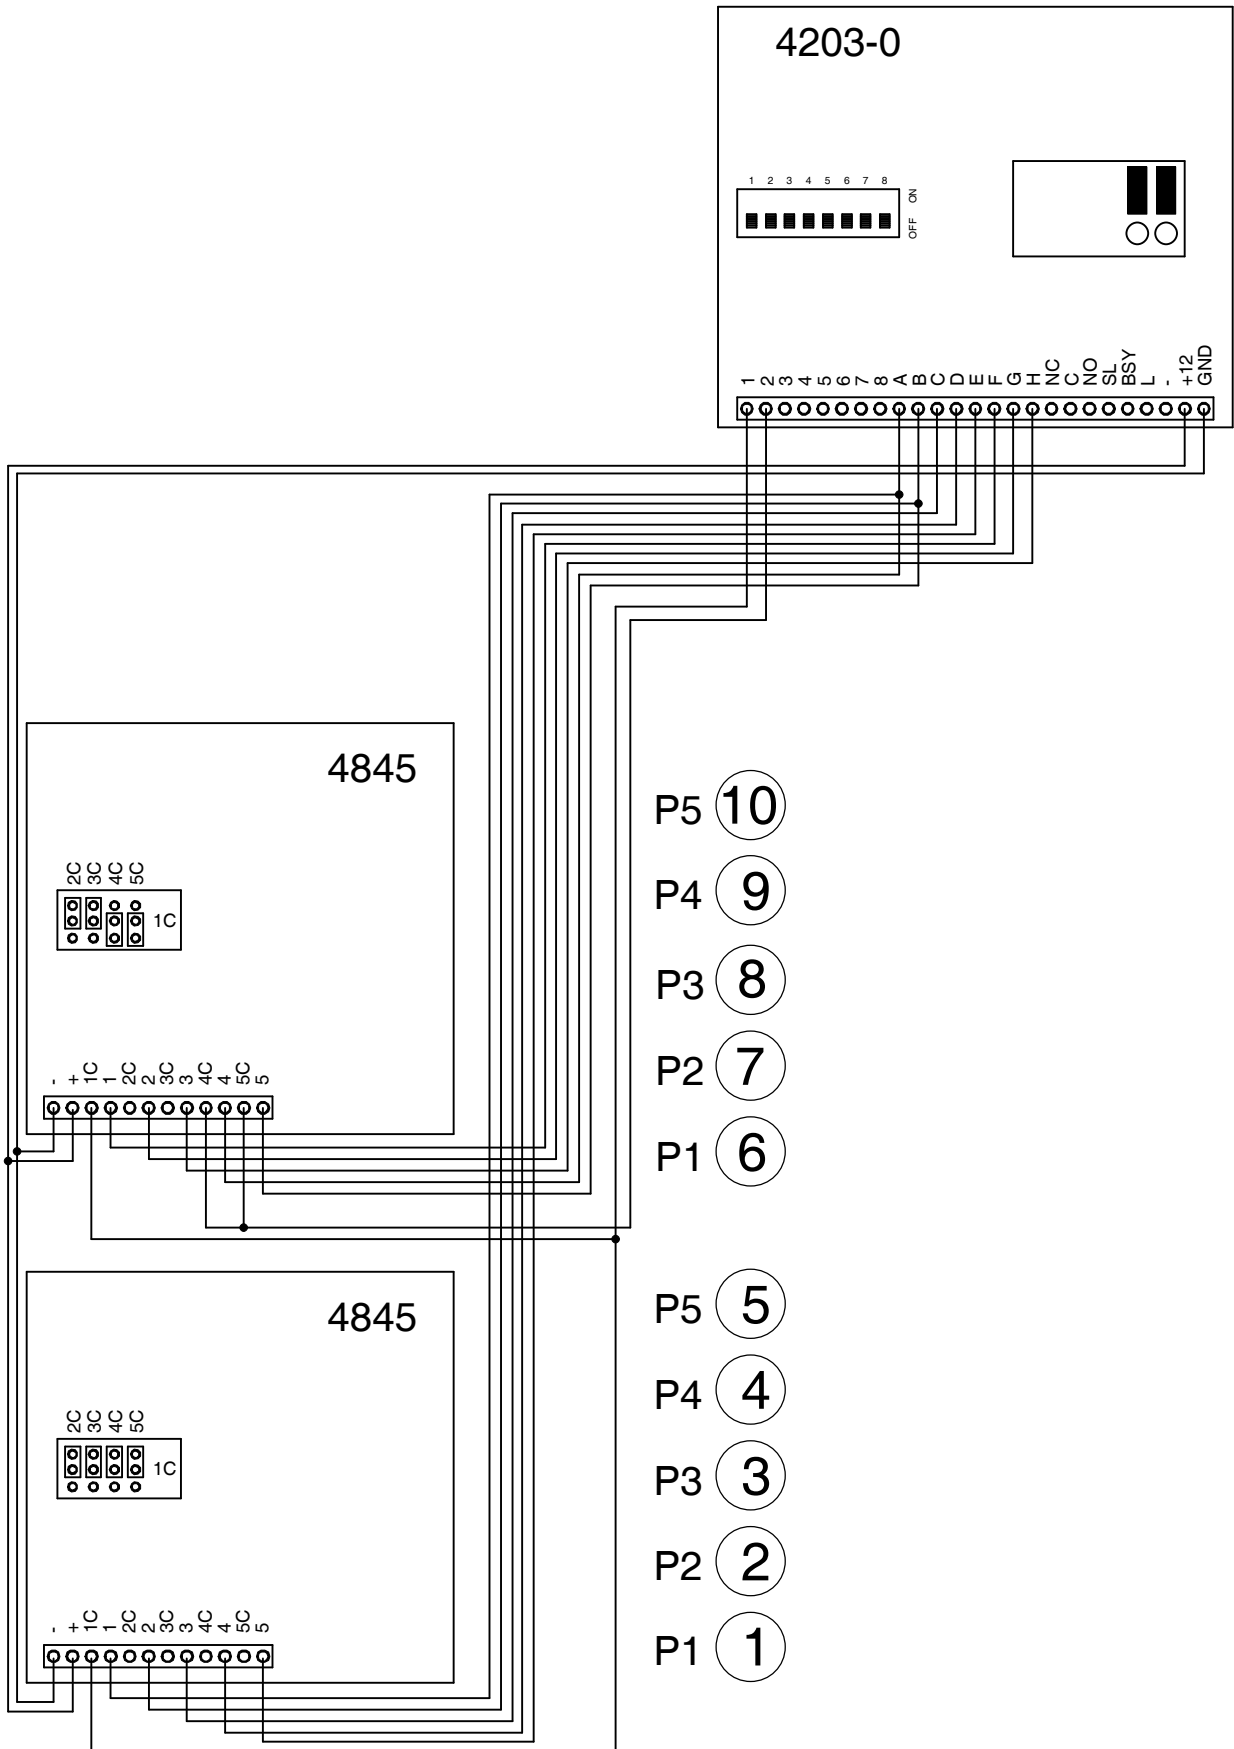 4203-0
1 2 3 4 5 6 7 8
OFF ON
1 2 3 4 5 6 7 8 A B C D E F G H NC C NO SL BSY L - +12 GND
4845
2C 3C 4C 5C
1C
- + 1C 1 2C 2 3C 3 4C 4 5C 5
P5 10
P4 9
P3 8
P2 7
P1 6
4845
2C 3C 4C 5C
1C
- + 1C 1 2C 2 3C 3 4C 4 5C 5
P5 5
P4 4
P3 3
P2 2
P1 1